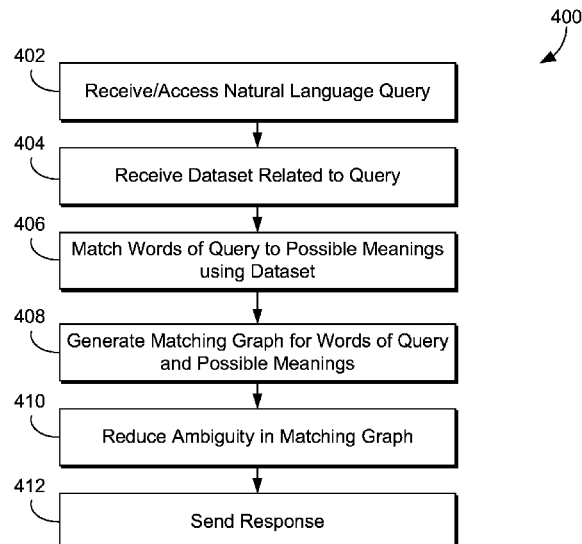 400
402
Receive/Access Natural Language Query
404
Receive Dataset Related to Query
406
Match Words of Query to Possible Meanings
using Dataset
408
Generate Matching Graph for Words of Query
and Possible Meanings
410
Reduce Ambiguity in Matching Graph
412
Send Response